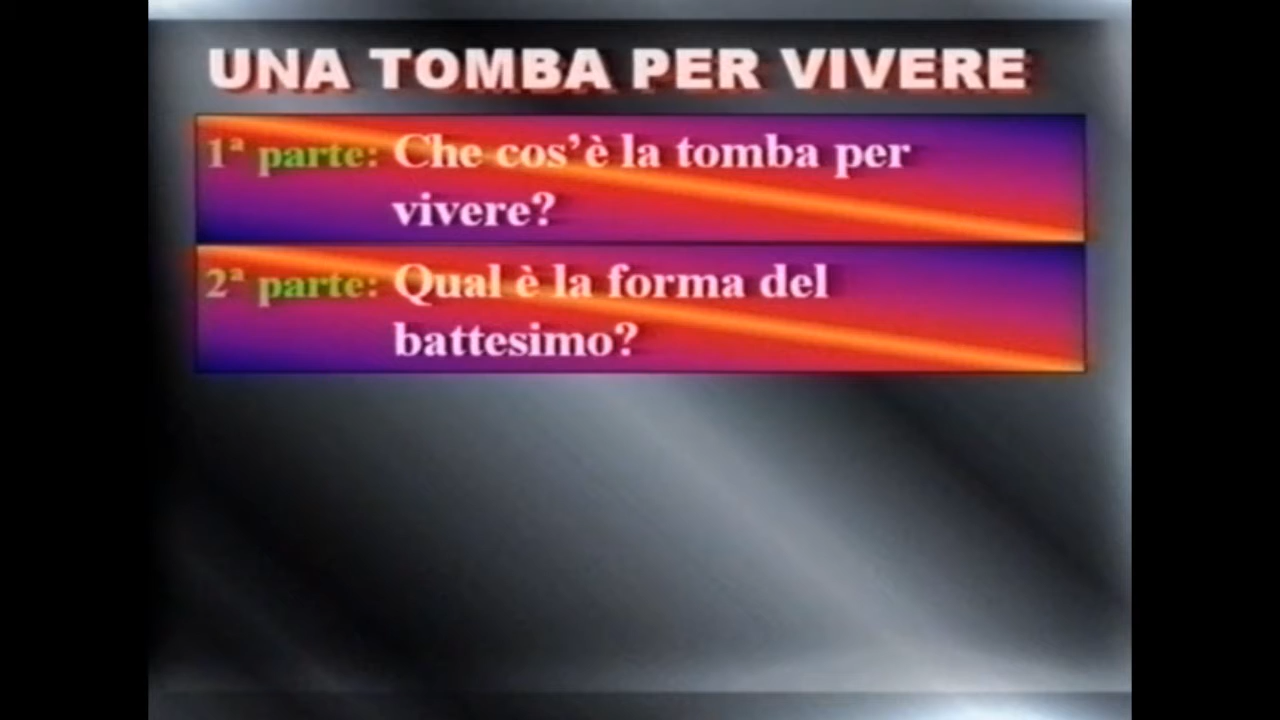 UNA TOMBA PER VIVERE
1ª parte: Che cos’è la tomba per
vivere?
2ª parte: Qual è la forma del
battesimo?